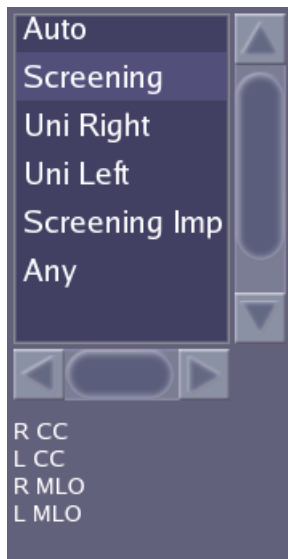 Auto
Screening
Uni Right
Uni Left
Screening Imp
Any
R CC
L CC
R MLO
L MLO